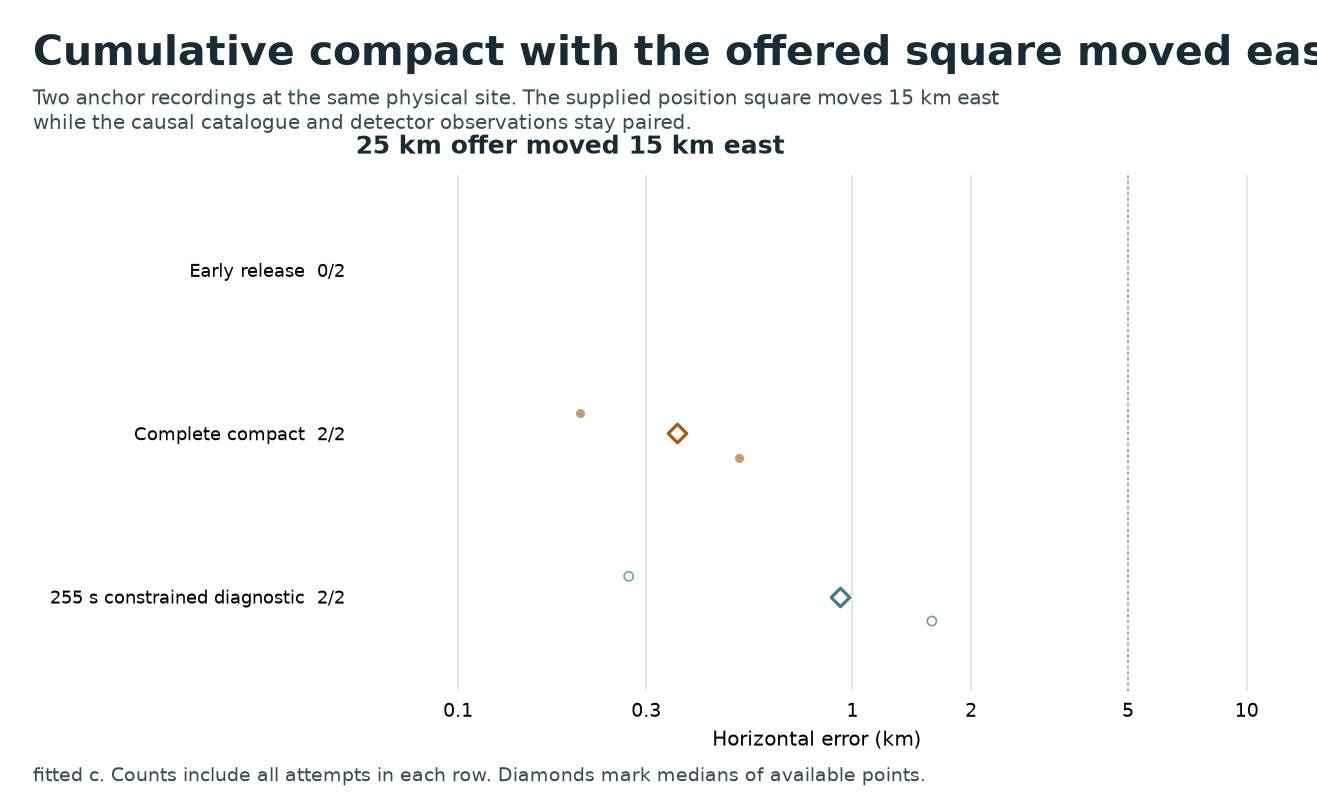 Cumulative compact with the offered square moved eas
Two anchor recordings at the same physical site. The supplied position square moves 15 km east
while the causal catalogue and detector observations stay paired.
25 km offer moved 15 km east
Early release 0/2
Complete compact 2/2
255 s constrained diagnostic 2/2
0.1 0.3 1 2 5 10
Horizontal error (km)
fitted c. Counts include all attempts in each row. Diamonds mark medians of available points.